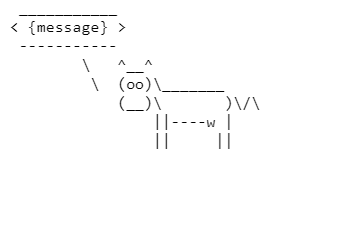 ___________
< {message} >
 -----------
        \   ^__^
         \  (oo)\_______
            (__)\       )\/\
                ||----w |
                ||     ||